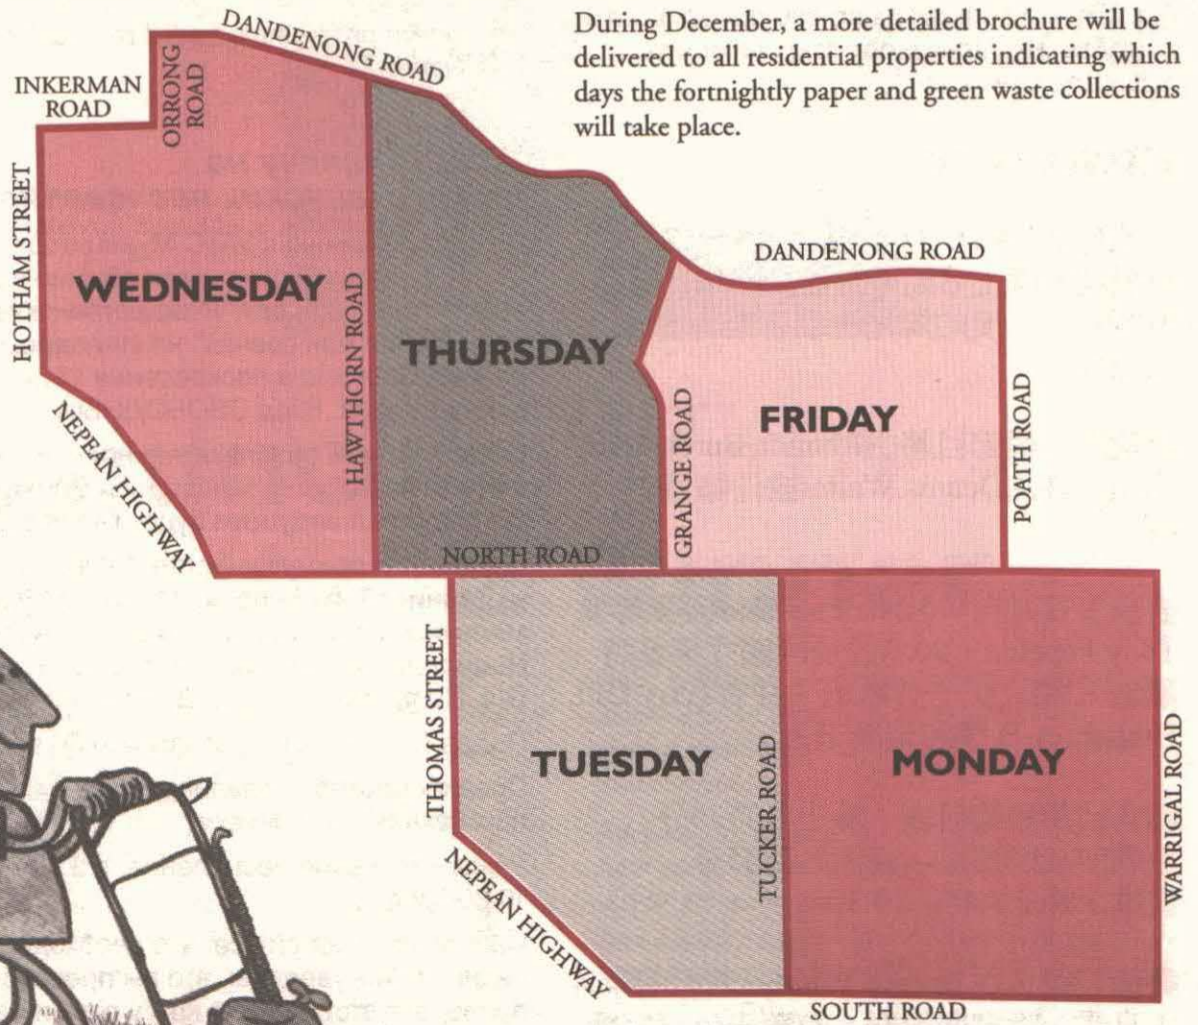 During December, a more detailed brochure will be
delivered to all residential properties indicating which
days the fortnightly paper and green waste collections
will take place.
DANDENONG ROAD
INKERMAN
ROAD
ORRONG
ROAD
HOTHAM STREET
WEDNESDAY
HAWTHORN ROAD
NEPEAN HIGHWAY
THURSDAY
DANDENONG ROAD
FRIDAY
GRANGE ROAD
POATH ROAD
NORTH ROAD
THOMAS STREET
TUESDAY
TUCKER ROAD
MONDAY
WARRIGAL ROAD
NEPEAN HIGHWAY
SOUTH ROAD